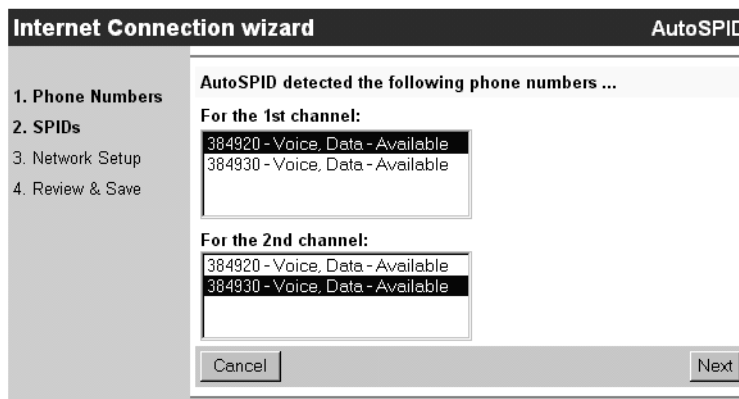 Internet Connection wizard AutoSPID
1. Phone Numbers
2. SPIDs
3. Network Setup
4. Review & Save
AutoSPID detected the following phone numbers ...
For the 1st channel:
384920 - Voice, Data - Available
384930 - Voice, Data - Available
For the 2nd channel:
384920 - Voice, Data - Available
384930 - Voice, Data - Available
Cancel Next